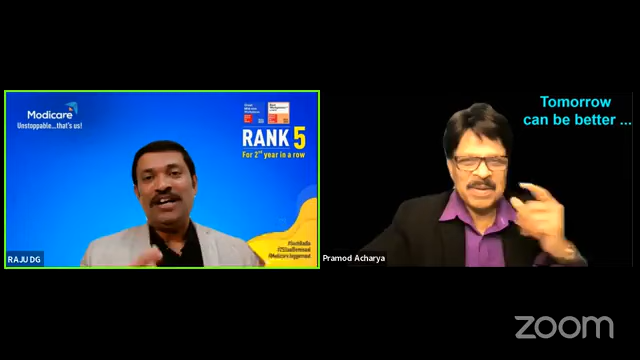 Modicare
Unstoppable...that's us!
RANK 5
For 2nd year in a row
RAJU DG
Tomorrow
can be better ...
Pramod Acharya
zoom